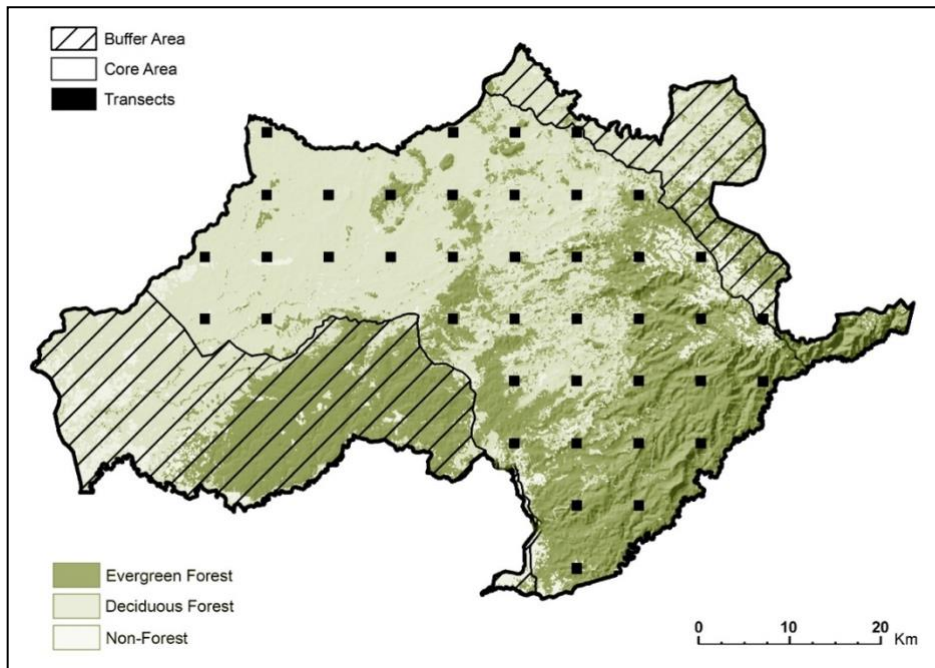 Buffer Area
Core Area
Transects
Evergreen Forest
Deciduous Forest
Non-Forest
0 10 20
Km